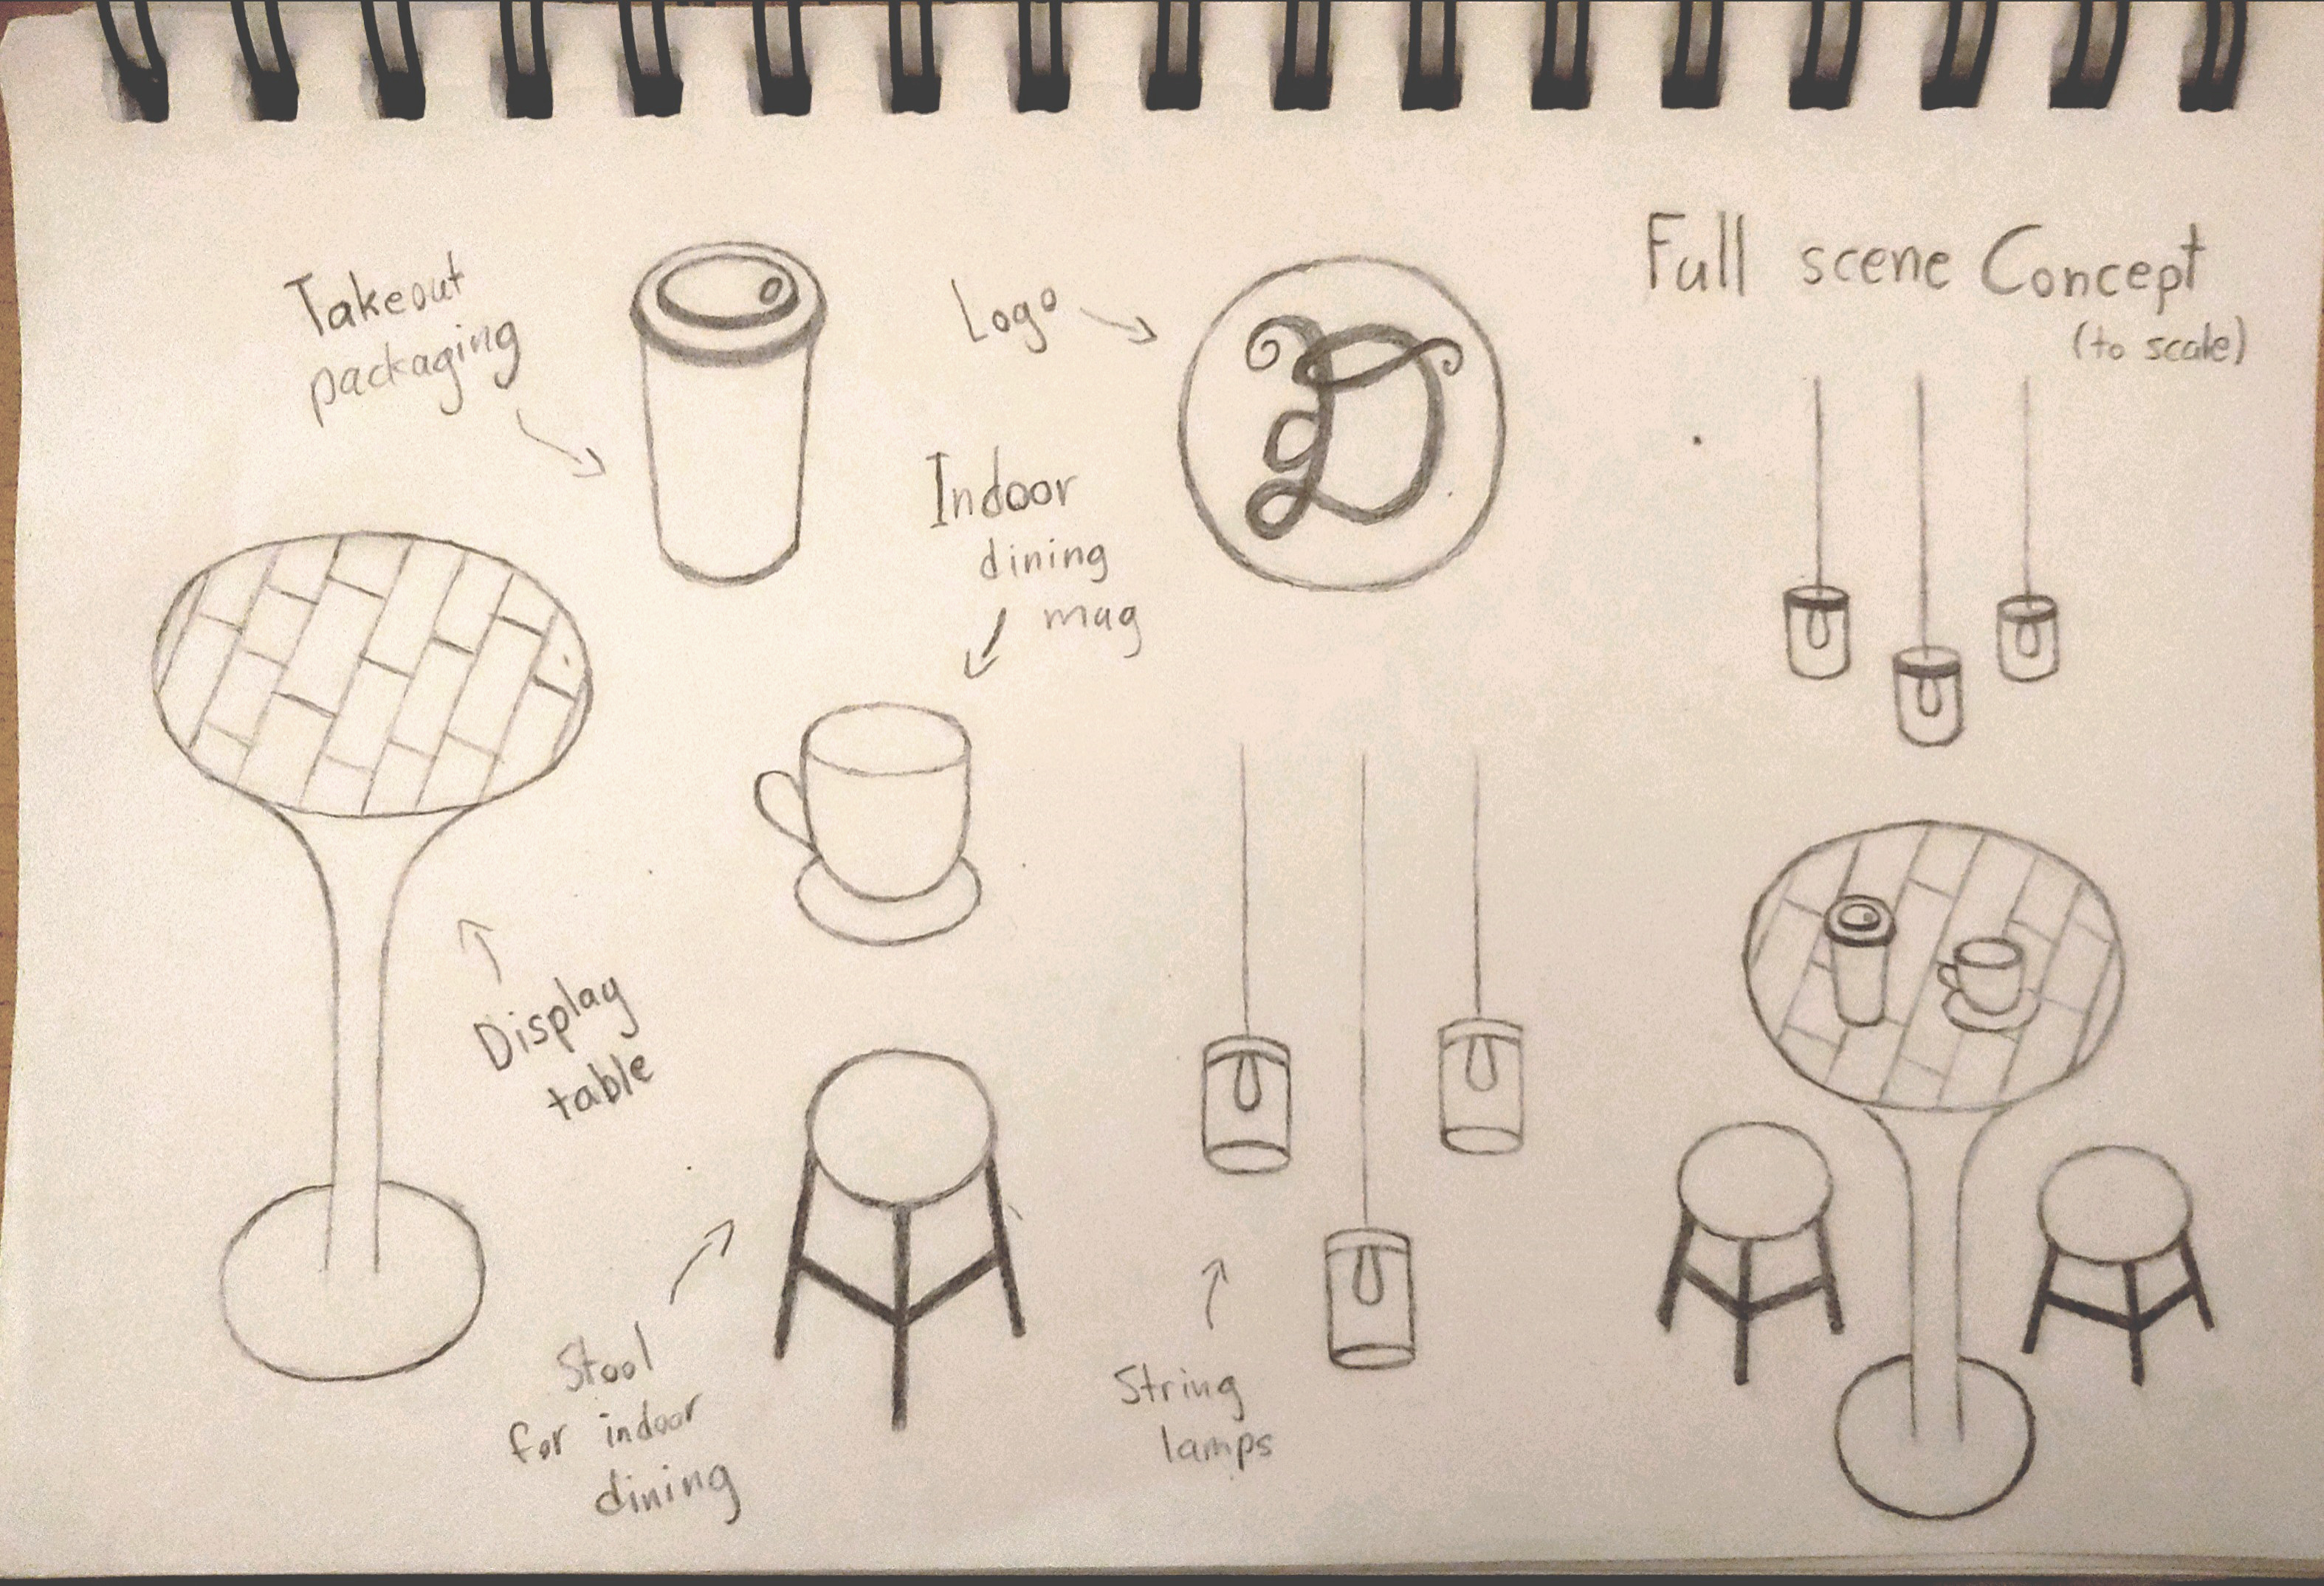 Takeout
packaging
Logo
D
Full scene Concept
(to scale)
Indoor
dining
mug
Display
table
Stool
for indoor
dining
String
lamps